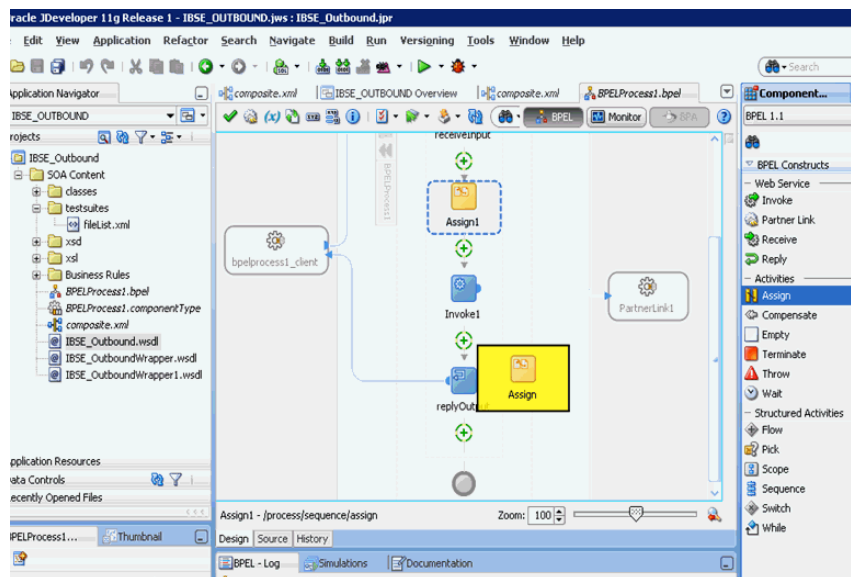 racle JDeveloper 11g Release 1 - IBSE_OUTBOUND.jws : IBSE_Outbound.jpr
Edit View Application Refactor Search Navigate Build Run Versigning Tools Window Help
Search
Application Navigator
composite.xml
IBSE_OUTBOUND Overview
composite.xml
BPELProcess1.bpel
Component...
IBSE_OUTBOUND
BPEL
Monitor
BPA
BPEL 1.1
rojects
IBSE_Outbound
SOA Content
classes
testsuites
fileList.xml
xsd
xsl
Business Rules
BPELProcess1.bpel
BPELProcess1.componentType
composite.xml
IBSE_Outbound.wsdl
IBSE_OutboundWrapper.wsdl
IBSE_OutboundWrapper1.wsdl
pplication Resources
ata Controls
ecently Opened Files
PELProcess1...
Thumbnail
receiveInput
BPELProcess1
Assign1
bpelprocess1_client
Invoke1
PartnerLink1
Assign
replyOutp
Assign1 - /process/sequence/assign
Zoom: 100
Design Source History
BPEL - Log
Simulations
Documentation
BPEL Constructs
Web Service
Invoke
Partner Link
Receive
Reply
Activities
Assign
Compensate
Empty
Terminate
Throw
Wait
Structured Activities
Flow
Pick
Scope
Sequence
Switch
While